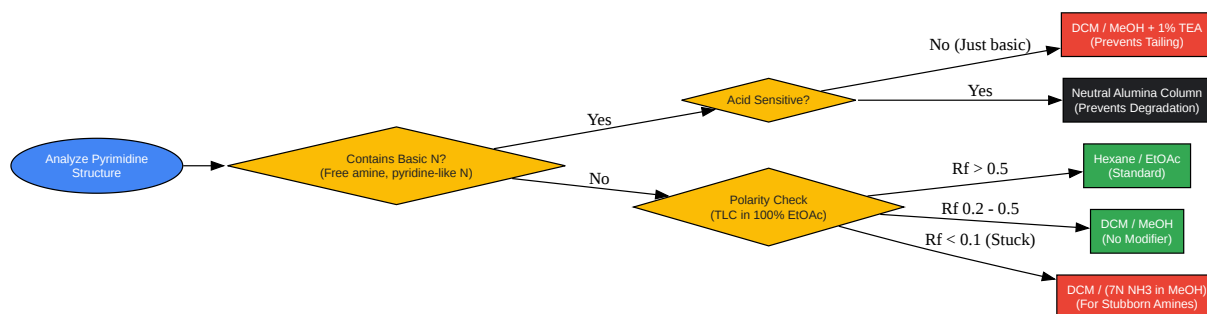 Analyze Pyrimidine
Structure
Contains Basic N?
(Free amine, pyridine-like N)
Yes
No
Acid Sensitive?
No (Just basic)
Yes
DCM / MeOH + 1% TEA
(Prevents Tailing)
Neutral Alumina Column
(Prevents Degradation)
Polarity Check
(TLC in 100% EtOAc)
Rf > 0.5
Rf 0.2 - 0.5
Rf < 0.1 (Stuck)
Hexane / EtOAc
(Standard)
DCM / MeOH
(No Modifier)
DCM / (7N NH3 in MeOH)
(For Stubborn Amines)